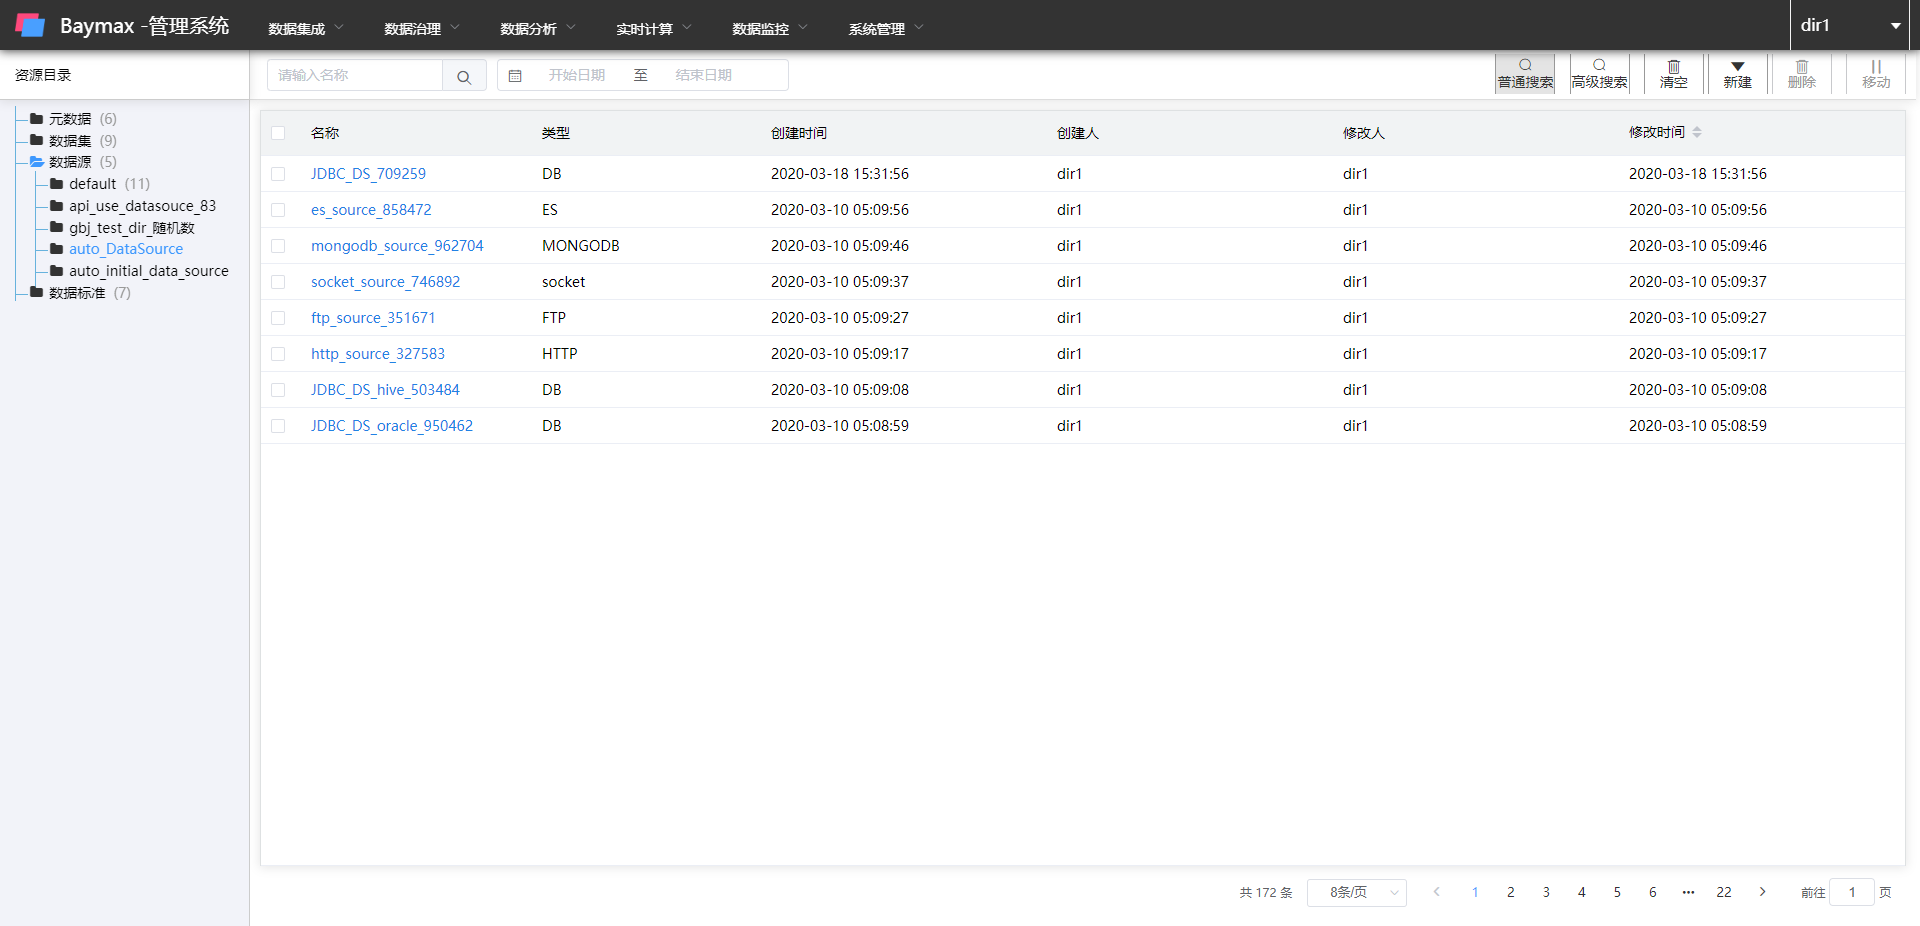 Baymax -管理系统
数据集成 数据治理 数据分析 实时计算 数据监控 系统管理
dir1
资源目录
请输入名称 开始日期 至 结束日期
普通搜索 高级搜索 清空 新建 删除 移动
元数据 (6)
数据集 (9)
数据源 (5)
default (11)
api_use_datasouce_83
gbj_test_dir_随机数
auto_DataSource
auto_initial_data_source
数据标准 (7)
名称 类型 创建时间 创建人 修改人 修改时间
JDBC_DS_709259 DB 2020-03-18 15:31:56 dir1 dir1 2020-03-18 15:31:56
es_source_858472 ES 2020-03-10 05:09:56 dir1 dir1 2020-03-10 05:09:56
mongodb_source_962704 MONGODB 2020-03-10 05:09:46 dir1 dir1 2020-03-10 05:09:46
socket_source_746892 socket 2020-03-10 05:09:37 dir1 dir1 2020-03-10 05:09:37
ftp_source_351671 FTP 2020-03-10 05:09:27 dir1 dir1 2020-03-10 05:09:27
http_source_327583 HTTP 2020-03-10 05:09:17 dir1 dir1 2020-03-10 05:09:17
JDBC_DS_hive_503484 DB 2020-03-10 05:09:08 dir1 dir1 2020-03-10 05:09:08
JDBC_DS_oracle_950462 DB 2020-03-10 05:08:59 dir1 dir1 2020-03-10 05:08:59
共 172 条 8条/页 1 2 3 4 5 6 ••• 22 前往 1 页